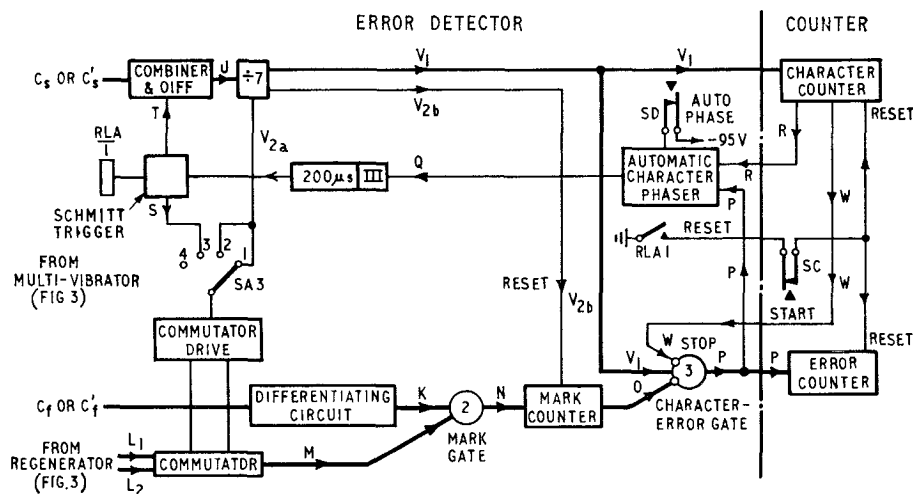 ERROR DETECTOR
COUNTER
Cs OR C's
COMBINER
& DIFF
U
÷7
V1
V1
CHARACTER
COUNTER
V2b
T
V2a
SD
AUTO
PHASE
-95V
RESET
RLA
1
R
R
Q
200μs
III
AUTOMATIC
CHARACTER
PHASER
P
W
SCHMITT
TRIGGER
S
4
3
2
1
RESET
RLA1
SC
FROM
MULTI-VIBRATOR
(FIG 3)
SA3
RESET
V2b
P
W
START
COMMUTATOR
DRIVE
W
STOP
RESET
V1
3
P
P
ERROR
COUNTER
Cf OR C'f
DIFFERENTIATING
CIRCUIT
K
2
N
MARK
COUNTER
O
CHARACTER-
ERROR GATE
MARK
GATE
FROM
REGENERATOR
(FIG.3)
L1
L2
COMMUTATOR
M